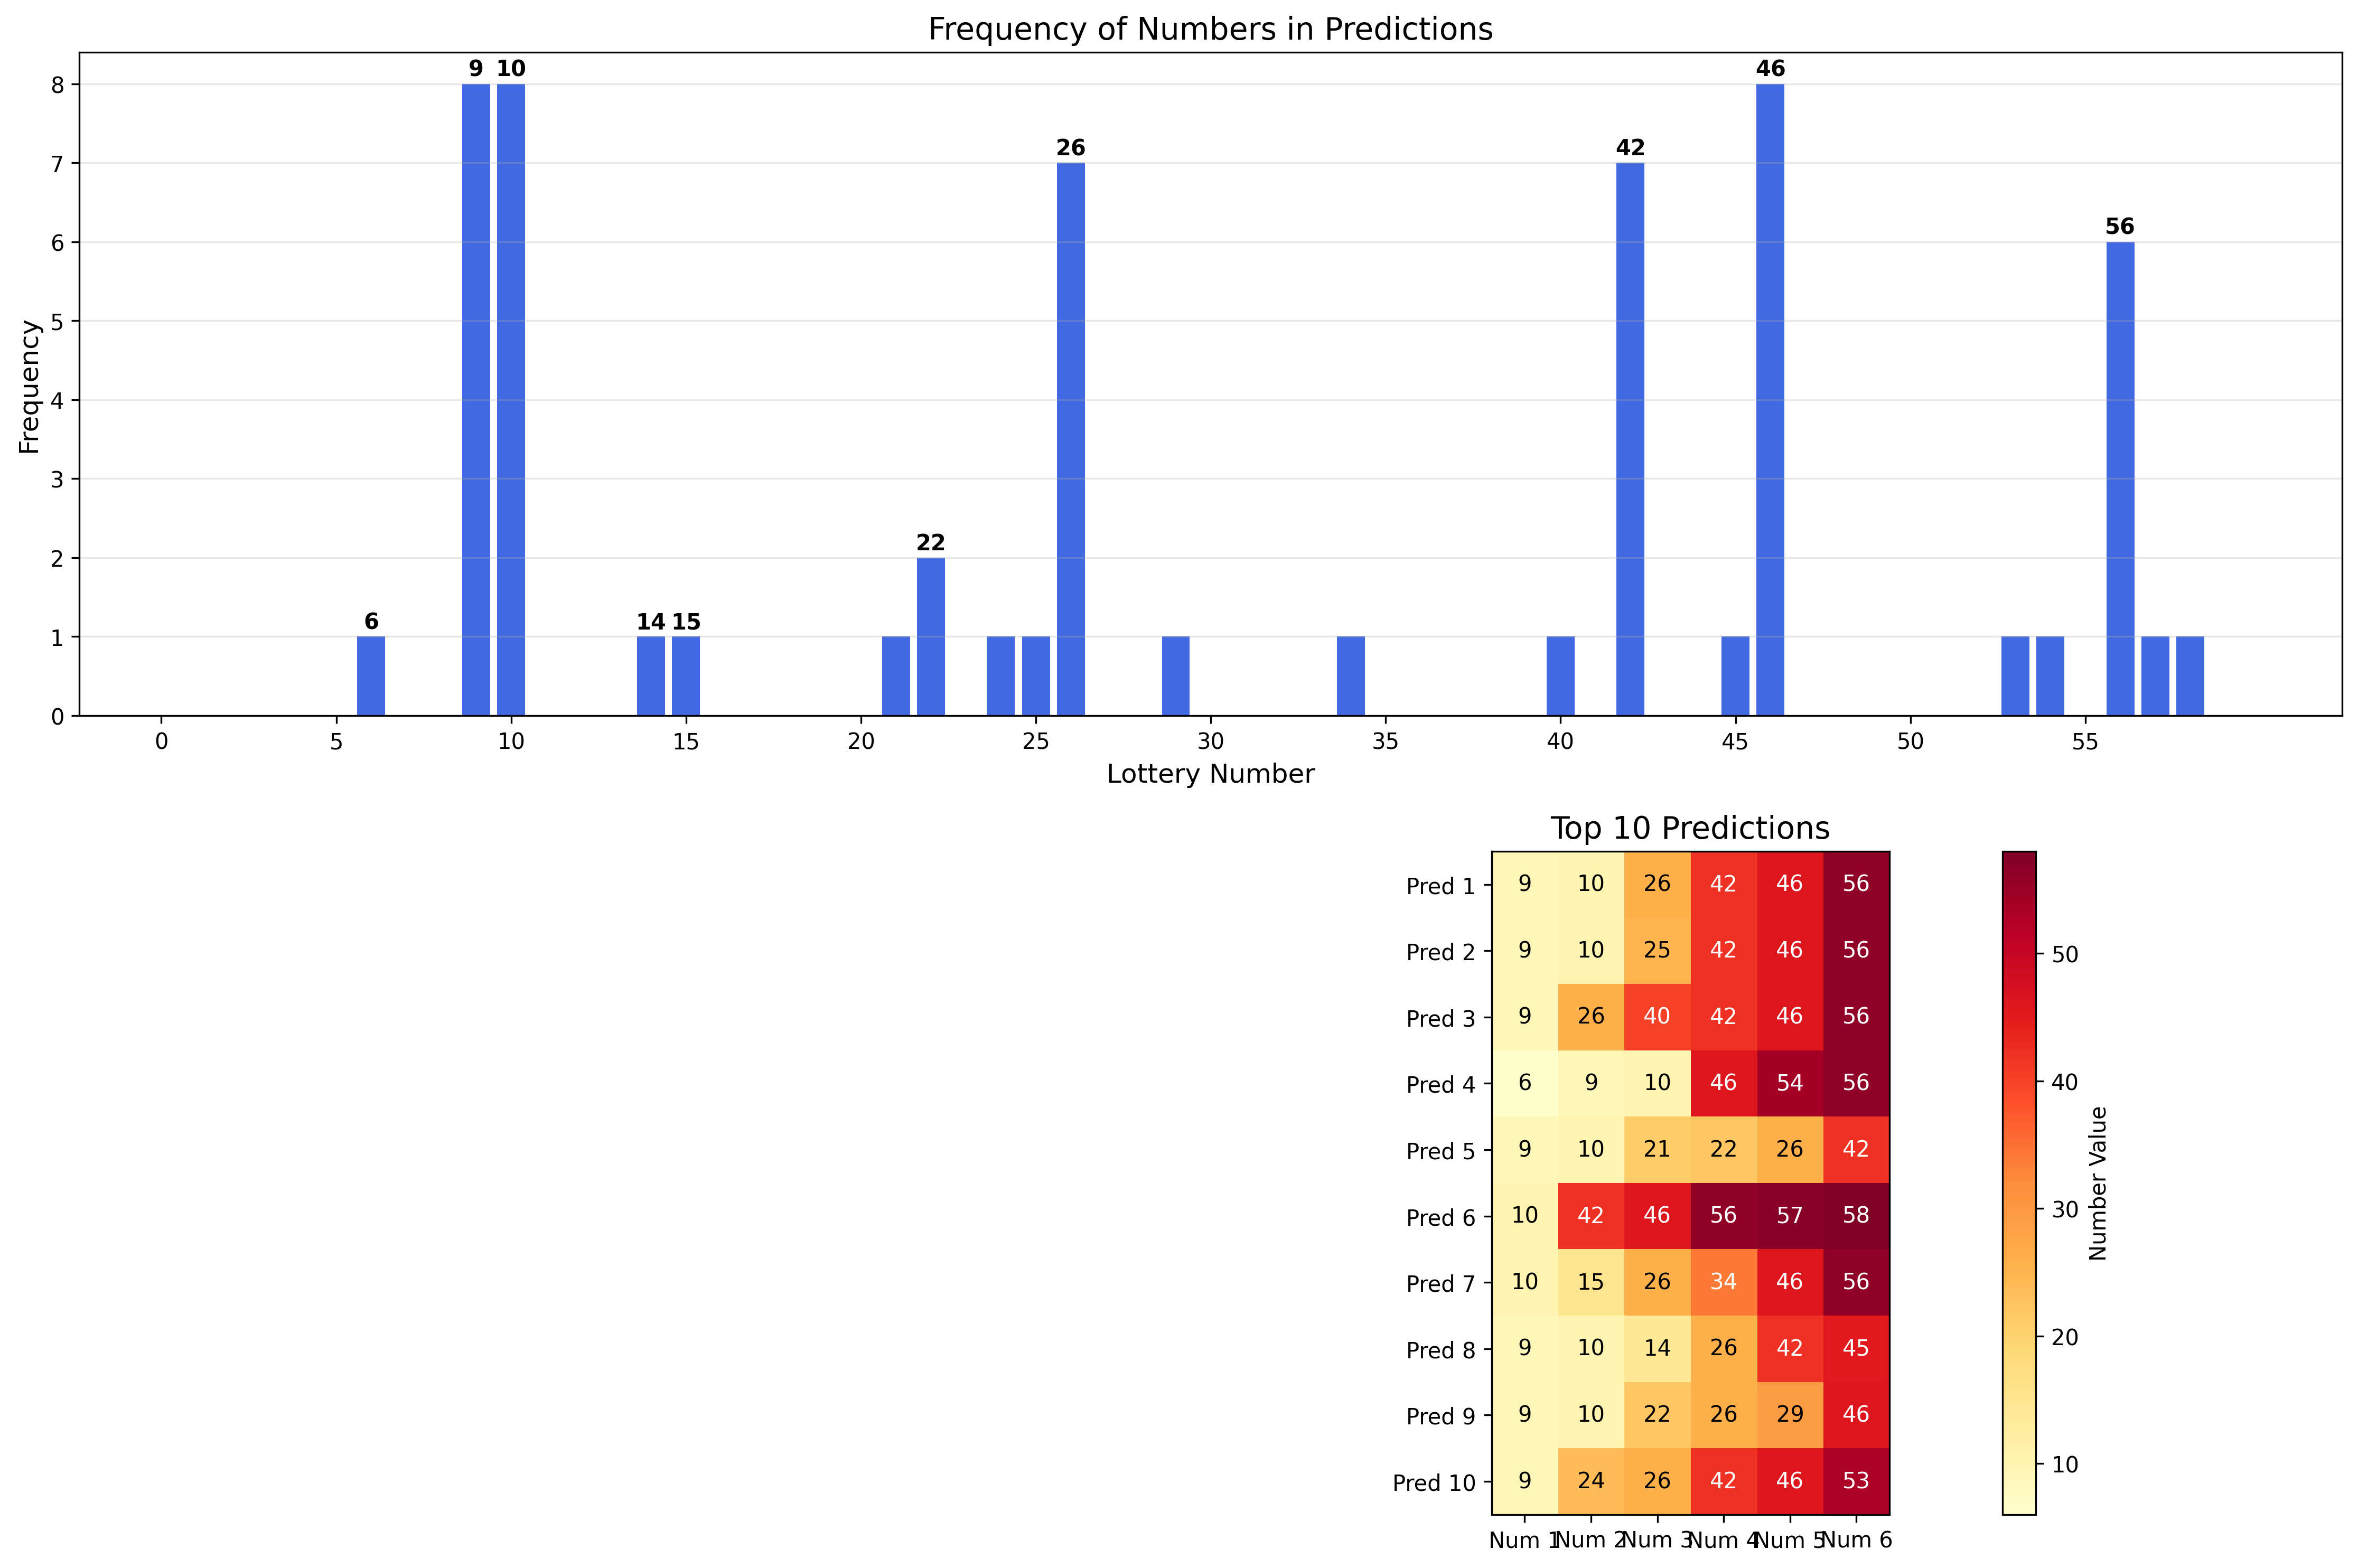 Frequency of Numbers in Predictions
8
7
6
5
4
3
2
1
0
Frequency
6
9
10
14
15
22
26
42
46
56
0 5 10 15 20 25 30 35 40 45 50 55
Lottery Number
Top 10 Predictions
Pred 1 9 10 26 42 46 56
Pred 2 9 10 25 42 46 56
Pred 3 9 26 40 42 46 56
Pred 4 6 9 10 46 54 56
Pred 5 9 10 21 22 26 42
Pred 6 10 42 46 56 57 58
Pred 7 10 15 26 34 46 56
Pred 8 9 10 14 26 42 45
Pred 9 9 10 22 26 29 46
Pred 10 9 24 26 42 46 53
Num 1 Num 2 Num 3 Num 4 Num 5 Num 6
50
40
30
20
10
Number Value